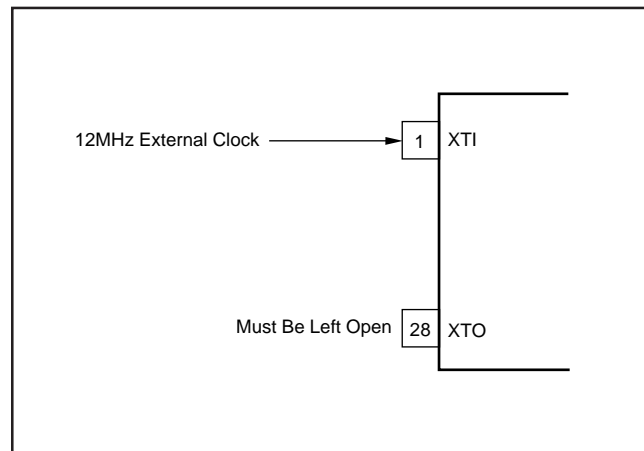 12MHz External Clock
1
XTI
Must Be Left Open
28
XTO